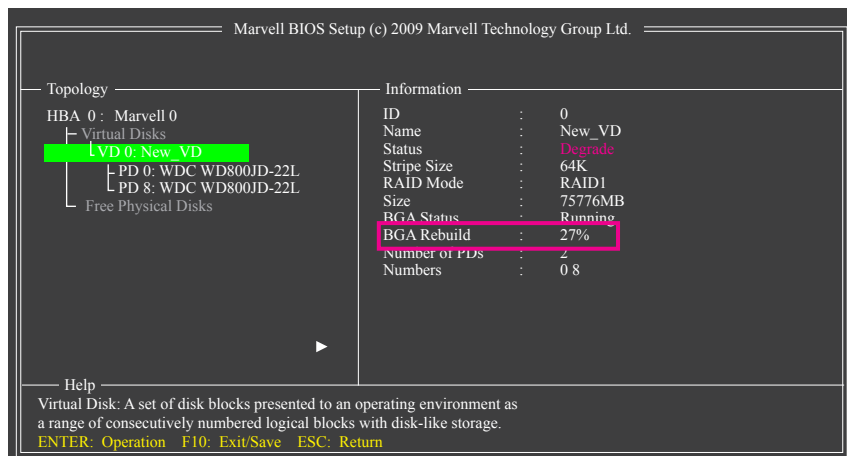 Marvell BIOS Setup (c) 2009 Marvell Technology Group Ltd.
Topology
HBA 0 : Marvell 0
Virtual Disks
VD 0: New_VD
PD 0: WDC WD800JD-22L
PD 8: WDC WD800JD-22L
Free Physical Disks
Information
ID : 0
Name : New_VD
Status : Degrade
Stripe Size : 64K
RAID Mode : RAID1
Size : 75776MB
BGA Status : Running
BGA Rebuild : 27%
Number of PDs : 2
Numbers : 0 8
Help
Virtual Disk: A set of disk blocks presented to an operating environment as
a range of consecutively numbered logical blocks with disk-like storage.
ENTER: Operation F10: Exit/Save ESC: Return